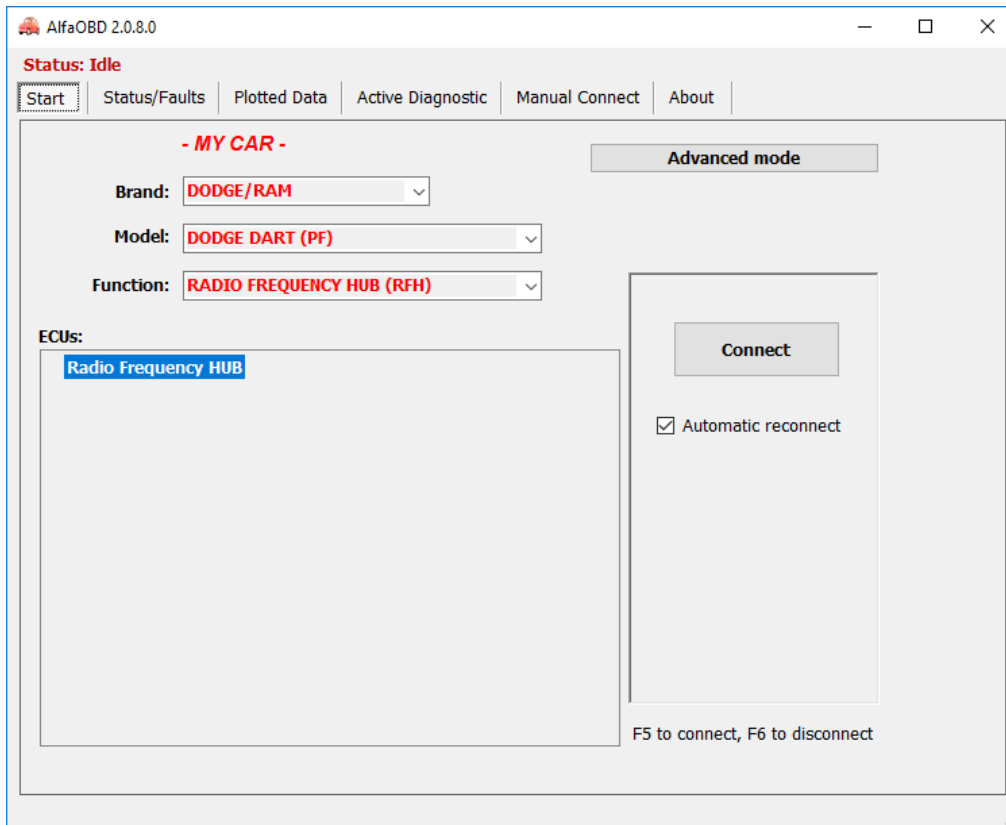 AlfaOBD 2.0.8.0
Status: Idle
Start Status/Faults Plotted Data Active Diagnostic Manual Connect About
- MY CAR -
Advanced mode
Brand: DODGE/RAM
Model: DODGE DART (PF)
Function: RADIO FREQUENCY HUB (RFH)
ECUs:
Radio Frequency HUB
Connect
Automatic reconnect
F5 to connect, F6 to disconnect